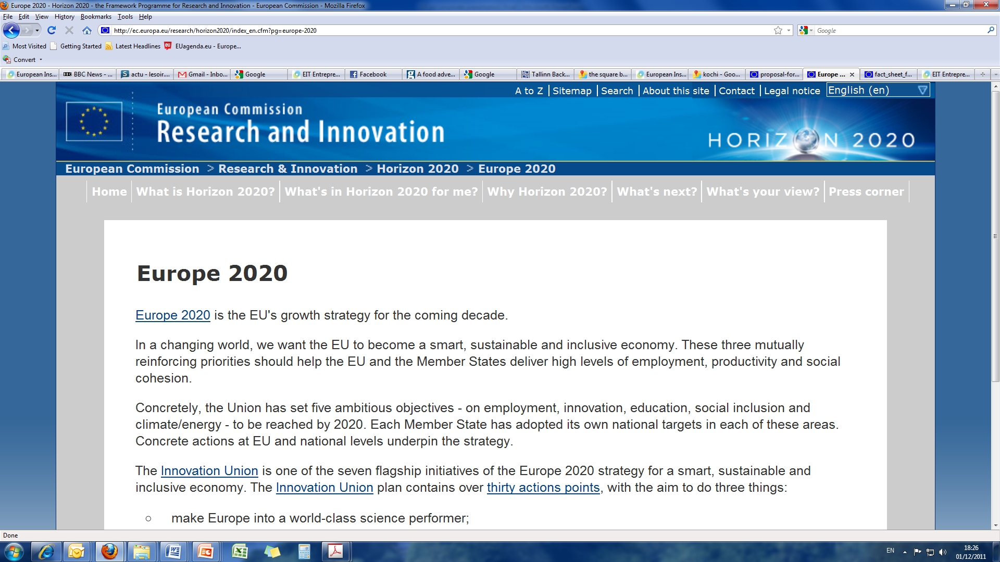 Europe 2020 - Horizon 2020 - the Framework Programme for Research and Innovation - European Commission - Mozilla Firefox
File Edit View History Bookmarks Tools Help
http://ec.europa.eu/research/horizon2020/index_en.cfm?pg=europe-2020
Google
Most Visited Getting Started Latest Headlines EUagenda.eu - Europe...
Convert
European Ins... BBC News - ... actu - lesoir.... Gmail - Inbo... Google EIT Entrepre... Facebook A food adve... Google Tallinn Back... the square b... European Ins... kochi - Goo... proposal-for... Europe ... fact_sheet_f... EIT Entrepre...
A to Z Sitemap Search About this site Contact Legal notice English (en)
European Commission
Research and Innovation
HORIZON 2020
European Commission > Research & Innovation > Horizon 2020 > Europe 2020
Home What is Horizon 2020? What's in Horizon 2020 for me? Why Horizon 2020? What's next? What's your view? Press corner
Europe 2020
Europe 2020 is the EU's growth strategy for the coming decade.
In a changing world, we want the EU to become a smart, sustainable and inclusive economy. These three mutually
reinforcing priorities should help the EU and the Member States deliver high levels of employment, productivity and social
cohesion.
Concretely, the Union has set five ambitious objectives - on employment, innovation, education, social inclusion and
climate/energy - to be reached by 2020. Each Member State has adopted its own national targets in each of these areas.
Concrete actions at EU and national levels underpin the strategy.
The Innovation Union is one of the seven flagship initiatives of the Europe 2020 strategy for a smart, sustainable and
inclusive economy. The Innovation Union plan contains over thirty actions points, with the aim to do three things:
make Europe into a world-class science performer;
Done
EN
18:26
01/12/2011